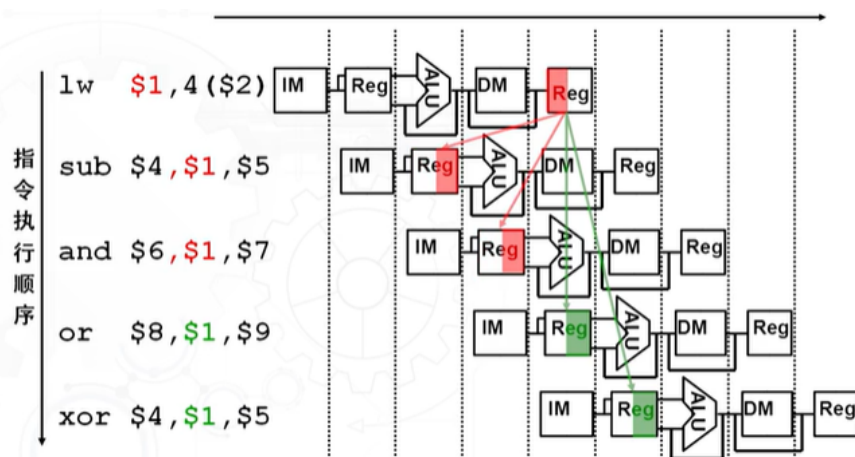 lw $1,4($2) IM Reg ALU DM Reg
sub $4,$1,$5 IM Reg ALU DM Reg
and $6,$1,$7 IM Reg ALU DM Reg
or $8,$1,$9 IM Reg ALU DM Reg
xor $4,$1,$5 IM Reg ALU DM Reg
指令执行顺序